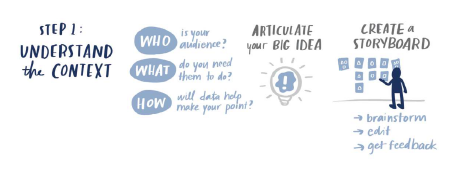 STEP 1:
UNDERSTAND
the CONTEXT
WHO is your
audience?
WHAT do you need
them to do?
HOW will data help
make your point?
ARTICULATE
your BIG IDEA
CREATE a
STORYBOARD
→ brainstorm
→ edit
→ get feedback